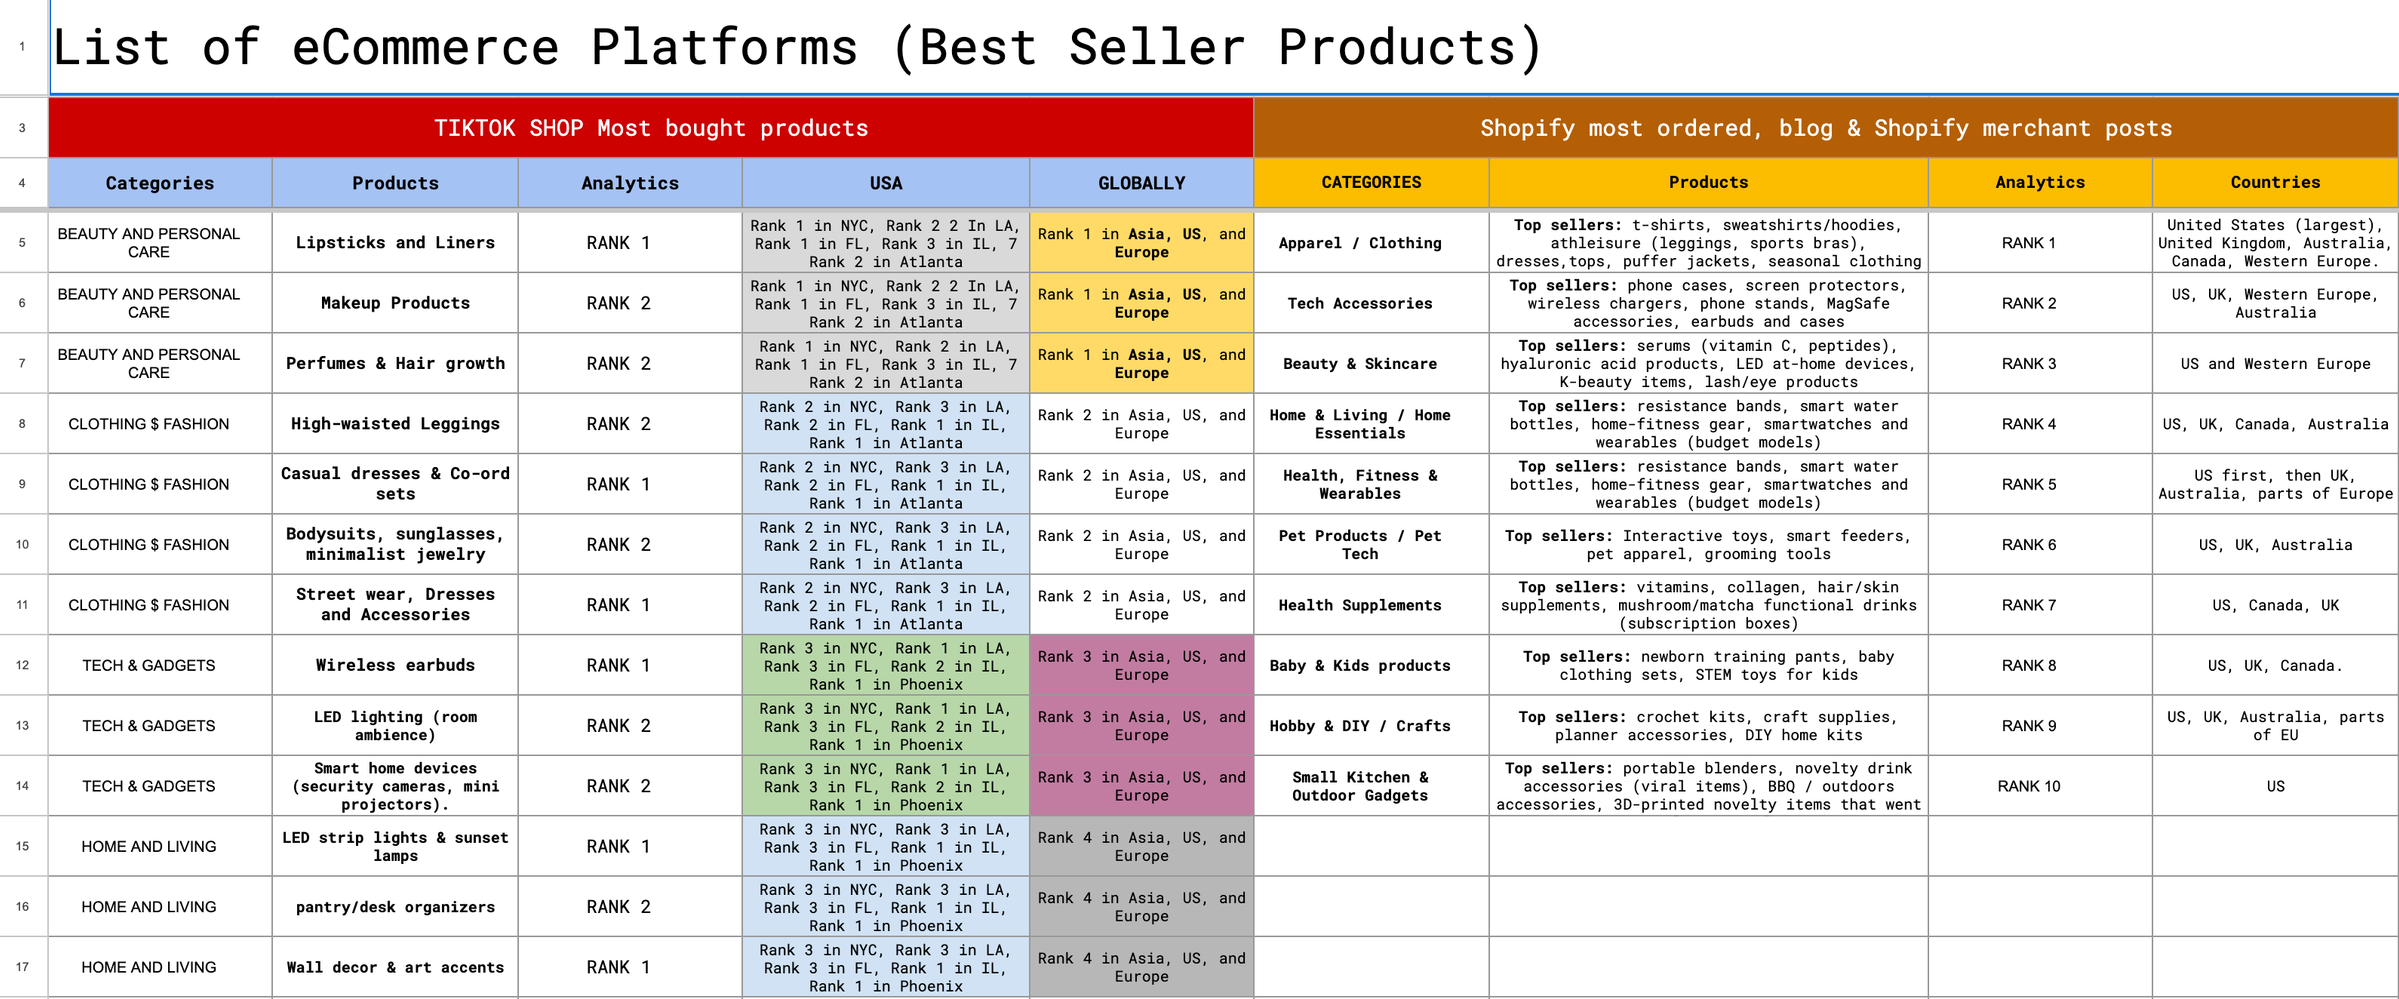 1
List of eCommerce Platforms (Best Seller Products)
3
TIKTOK SHOP Most bought products
Shopify most ordered, blog & Shopify merchant posts
4
Categories
Products
Analytics
USA
GLOBALLY
CATEGORIES
Products
Analytics
Countries
5
BEAUTY AND PERSONAL
CARE
Lipsticks and Liners
RANK 1
Rank 1 in NYC, Rank 2 2 In LA,
Rank 1 in FL, Rank 3 in IL, 7
Rank 2 in Atlanta
Rank 1 in Asia, US, and
Europe
Apparel / Clothing
Top sellers: t-shirts, sweatshirts/hoodies,
athleisure (leggings, sports bras),
dresses,tops, puffer jackets, seasonal clothing
RANK 1
United States (largest),
United Kingdom, Australia,
Canada, Western Europe.
6
BEAUTY AND PERSONAL
CARE
Makeup Products
RANK 2
Rank 1 in NYC, Rank 2 2 In LA,
Rank 1 in FL, Rank 3 in IL, 7
Rank 2 in Atlanta
Rank 1 in Asia, US, and
Europe
Tech Accessories
Top sellers: phone cases, screen protectors,
wireless chargers, phone stands, MagSafe
accessories, earbuds and cases
RANK 2
US, UK, Western Europe,
Australia
7
BEAUTY AND PERSONAL
CARE
Perfumes & Hair growth
RANK 2
Rank 1 in NYC, Rank 2 in LA,
Rank 1 in FL, Rank 3 in IL, 7
Rank 2 in Atlanta
Rank 1 in Asia, US, and
Europe
Beauty & Skincare
Top sellers: serums (vitamin C, peptides),
hyaluronic acid products, LED at-home devices,
K-beauty items, lash/eye products
RANK 3
US and Western Europe
8
CLOTHING $ FASHION
High-waisted Leggings
RANK 2
Rank 2 in NYC, Rank 3 in LA,
Rank 2 in FL, Rank 1 in IL,
Rank 1 in Atlanta
Rank 2 in Asia, US, and
Europe
Home & Living / Home
Essentials
Top sellers: resistance bands, smart water
bottles, home-fitness gear, smartwatches and
wearables (budget models)
RANK 4
US, UK, Canada, Australia
9
CLOTHING $ FASHION
Casual dresses & Co-ord
sets
RANK 1
Rank 2 in NYC, Rank 3 in LA,
Rank 2 in FL, Rank 1 in IL,
Rank 1 in Atlanta
Rank 2 in Asia, US, and
Europe
Health, Fitness &
Wearables
Top sellers: resistance bands, smart water
bottles, home-fitness gear, smartwatches and
wearables (budget models)
RANK 5
US first, then UK,
Australia, parts of Europe
10
CLOTHING $ FASHION
Bodysuits, sunglasses,
minimalist jewelry
RANK 2
Rank 2 in NYC, Rank 3 in LA,
Rank 2 in FL, Rank 1 in IL,
Rank 1 in Atlanta
Rank 2 in Asia, US, and
Europe
Pet Products / Pet
Tech
Top sellers: Interactive toys, smart feeders,
pet apparel, grooming tools
RANK 6
US, UK, Australia
11
CLOTHING $ FASHION
Street wear, Dresses
and Accessories
RANK 1
Rank 2 in NYC, Rank 3 in LA,
Rank 2 in FL, Rank 1 in IL,
Rank 1 in Atlanta
Rank 2 in Asia, US, and
Europe
Health Supplements
Top sellers: vitamins, collagen, hair/skin
supplements, mushroom/matcha functional drinks
(subscription boxes)
RANK 7
US, Canada, UK
12
TECH & GADGETS
Wireless earbuds
RANK 1
Rank 3 in NYC, Rank 1 in LA,
Rank 3 in FL, Rank 2 in IL,
Rank 1 in Phoenix
Rank 3 in Asia, US, and
Europe
Baby & Kids products
Top sellers: newborn training pants, baby
clothing sets, STEM toys for kids
RANK 8
US, UK, Canada.
13
TECH & GADGETS
LED lighting (room
ambience)
RANK 2
Rank 3 in NYC, Rank 1 in LA,
Rank 3 in FL, Rank 2 in IL,
Rank 1 in Phoenix
Rank 3 in Asia, US, and
Europe
Hobby & DIY / Crafts
Top sellers: crochet kits, craft supplies,
planner accessories, DIY home kits
RANK 9
US, UK, Australia, parts
of EU
14
TECH & GADGETS
Smart home devices
(security cameras, mini
projectors).
RANK 2
Rank 3 in NYC, Rank 1 in LA,
Rank 3 in FL, Rank 2 in IL,
Rank 1 in Phoenix
Rank 3 in Asia, US, and
Europe
Small Kitchen &
Outdoor Gadgets
Top sellers: portable blenders, novelty drink
accessories (viral items), BBQ / outdoors
accessories, 3D-printed novelty items that went
RANK 10
US
15
HOME AND LIVING
LED strip lights & sunset
lamps
RANK 1
Rank 3 in NYC, Rank 3 in LA,
Rank 3 in FL, Rank 1 in IL,
Rank 1 in Phoenix
Rank 4 in Asia, US, and
Europe
16
HOME AND LIVING
pantry/desk organizers
RANK 2
Rank 3 in NYC, Rank 3 in LA,
Rank 3 in FL, Rank 1 in IL,
Rank 1 in Phoenix
Rank 4 in Asia, US, and
Europe
17
HOME AND LIVING
Wall decor & art accents
RANK 1
Rank 3 in NYC, Rank 3 in LA,
Rank 3 in FL, Rank 1 in IL,
Rank 1 in Phoenix
Rank 4 in Asia, US, and
Europe